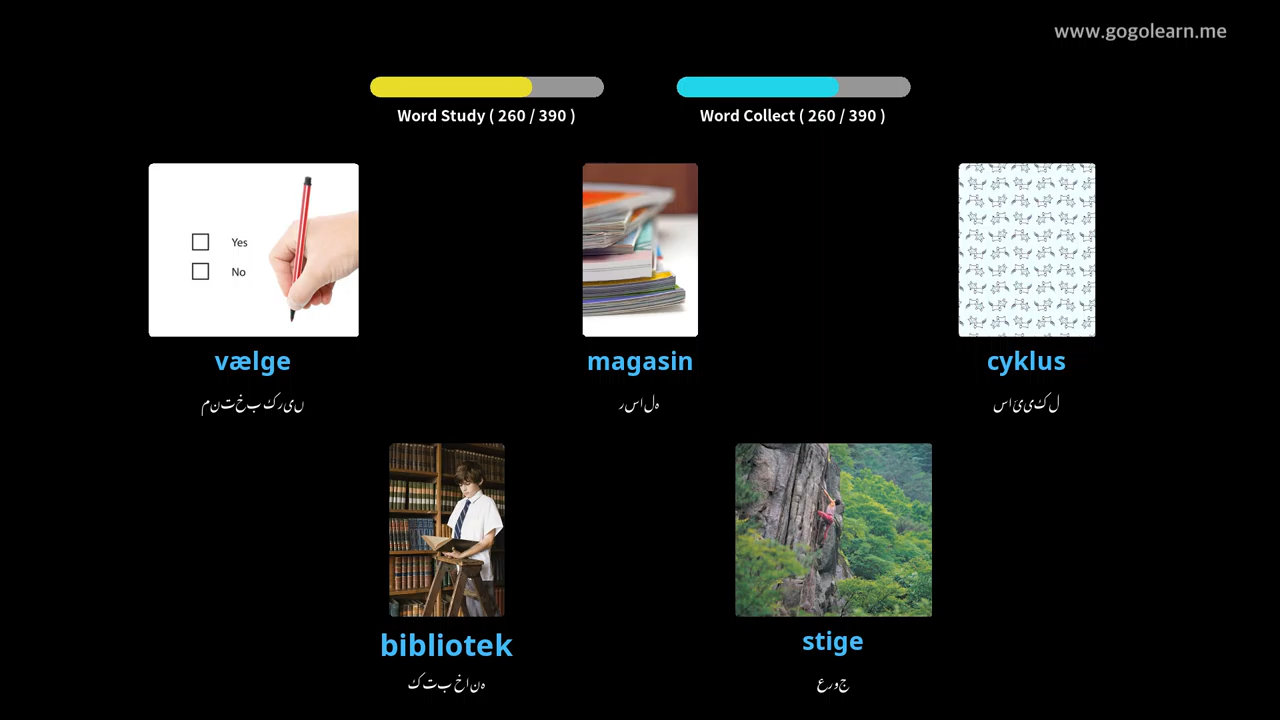 www.gogolearn.me
Word Study ( 260 / 390 )
Word Collect ( 260 / 390 )
Yes
No
vælge
magasin
cyklus
منتخب کریں
رسالہ
سائیکل
bibliotek
stige
کتب خانہ
عروج